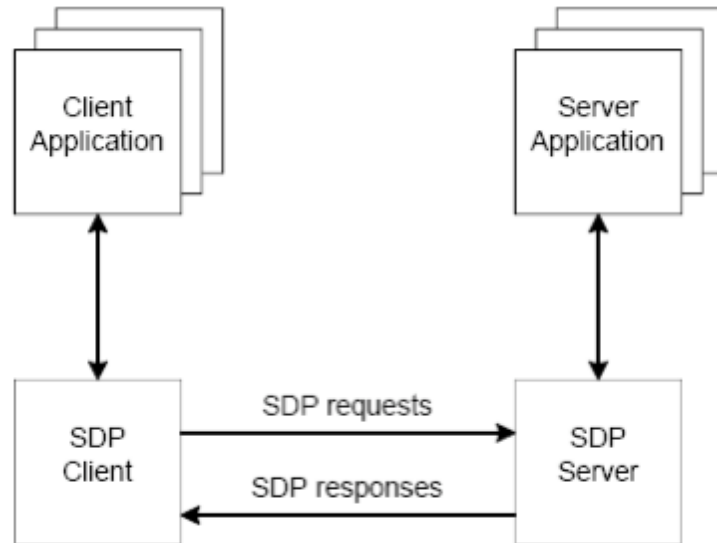 Client
Application
Server
Application
SDP requests
SDP
Client
SDP
Server
SDP responses